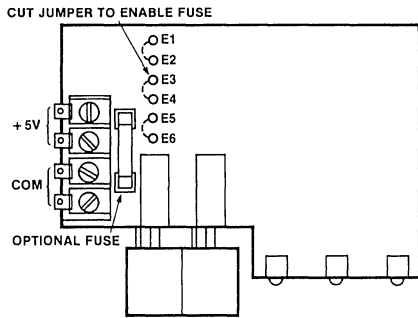 CUT JUMPER TO ENABLE FUSE
E1
E2
E3
E4
E5
E6
+5V
COM
OPTIONAL FUSE